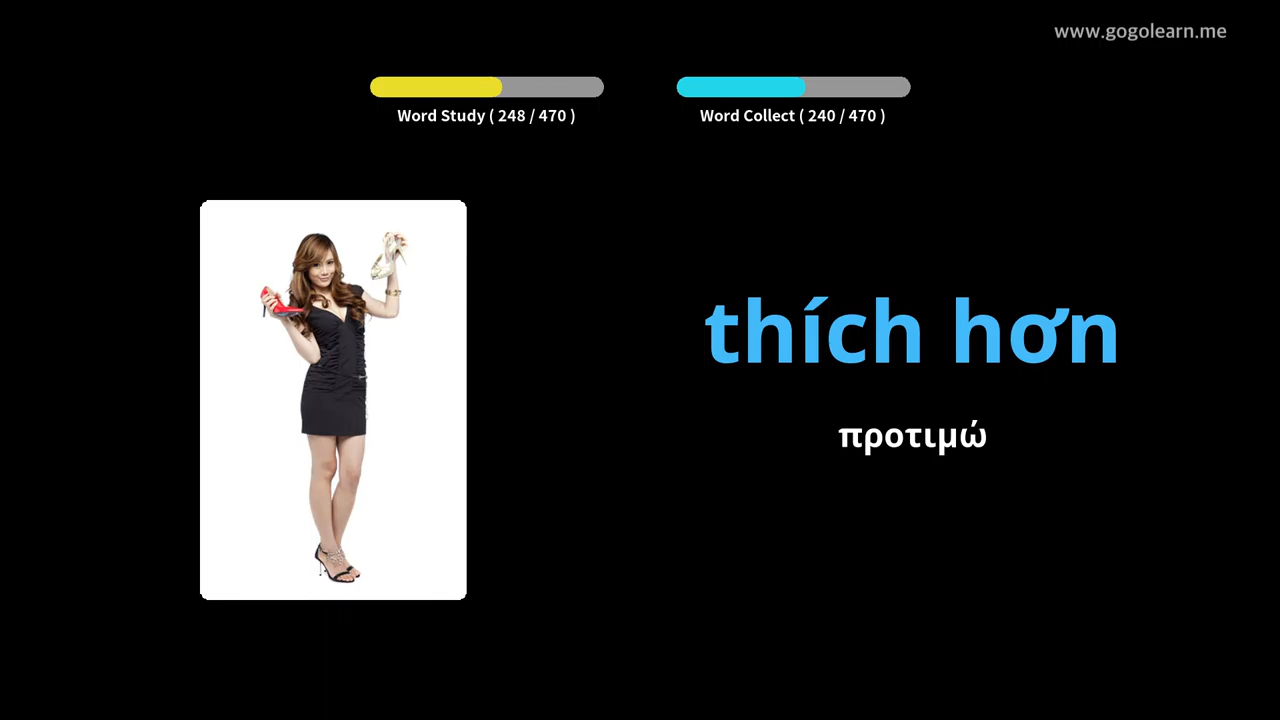 www.gogolearn.me
Word Study ( 248 / 470 )
Word Collect ( 240 / 470 )
thích hơn
προτιμώ